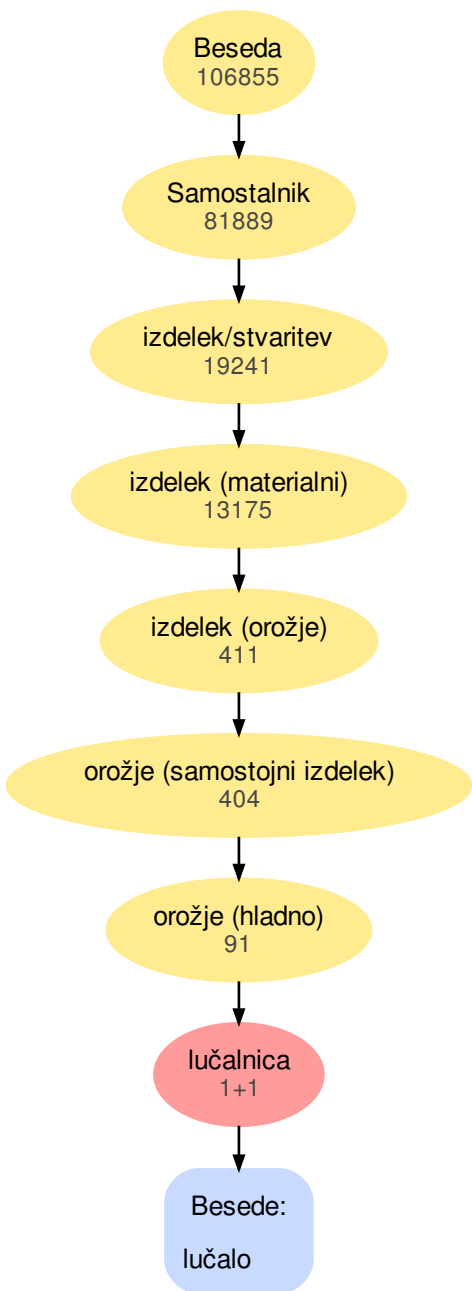 Beseda
106855
Samostalnik
81889
izdelek/stvaritev
19241
izdelek (materialni)
13175
izdelek (orožje)
411
orožje (samostojni izdelek)
404
orožje (hladno)
91
lučalnica
1+1
Besede:
lučalo